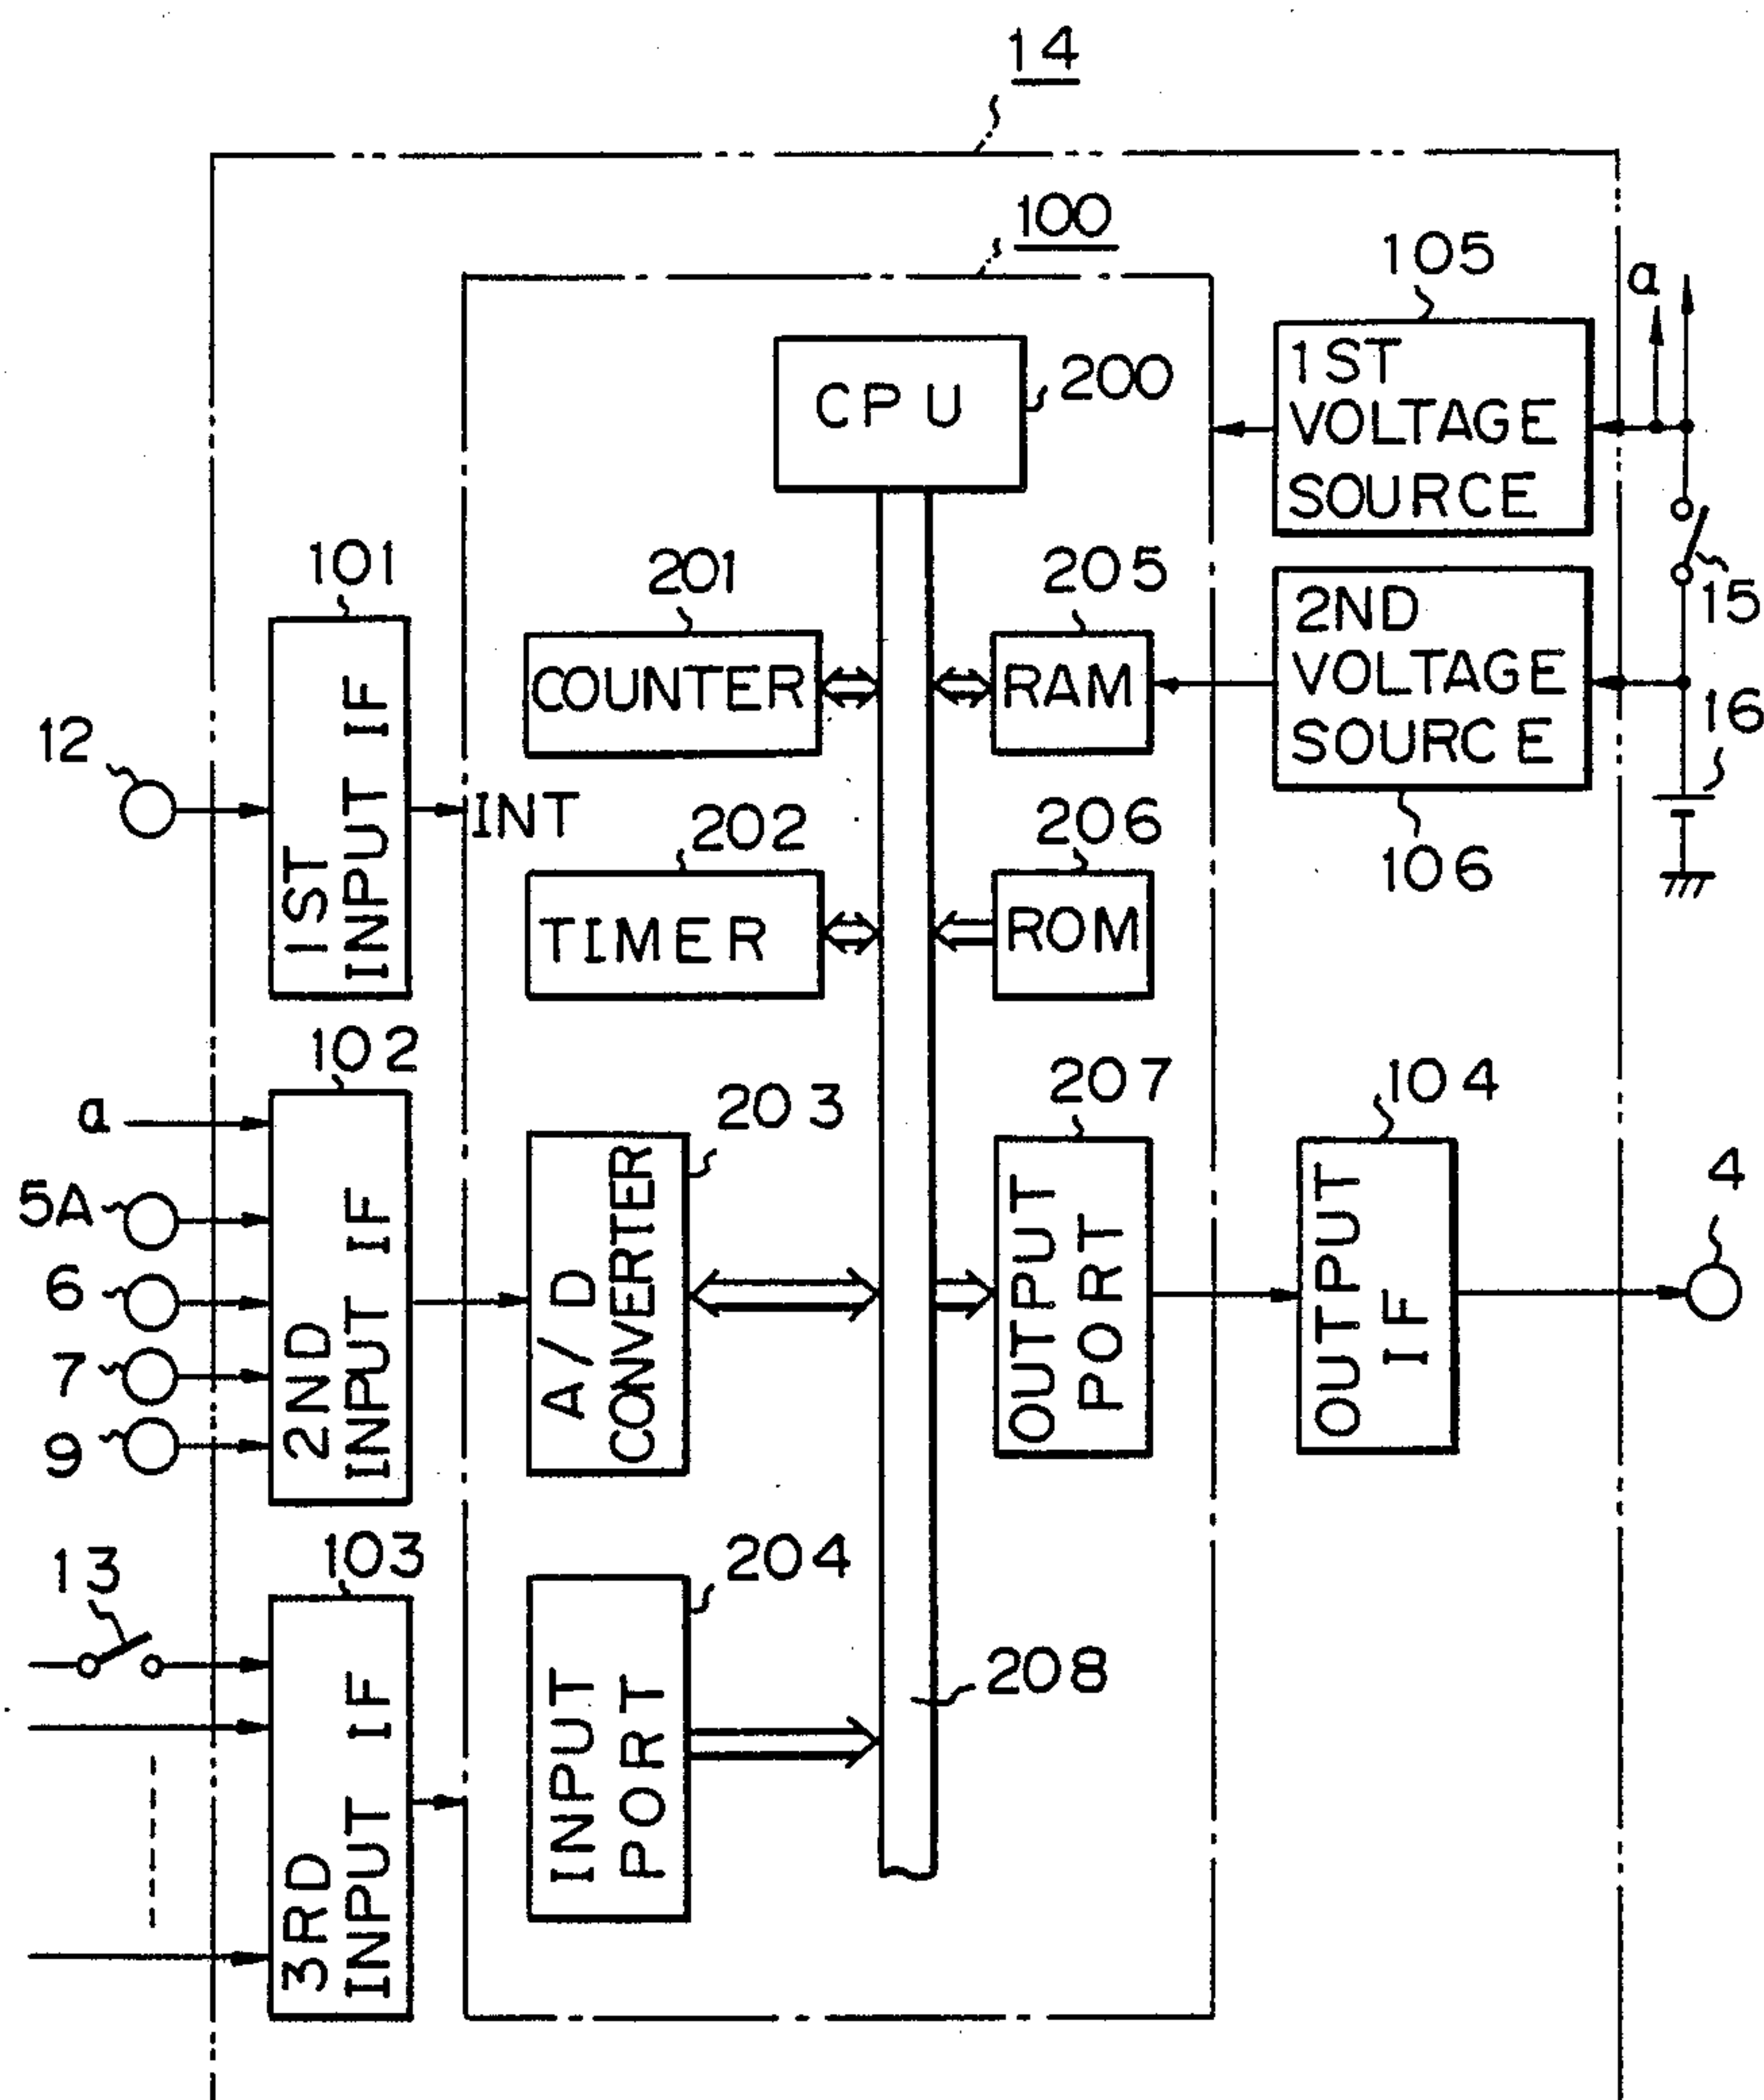 14
100
105
a
CPU
200
1ST
VOLTAGE
SOURCE
101
201
205
15
COUNTER
RAM
2ND
VOLTAGE
SOURCE
16
12
1ST
INPUT IF
INT
202
206
106
TIMER
ROM
102
a
203
207
104
4
5A
6
7
9
2ND
INPUT IF
A/D
CONVERTER
OUTPUT
PORT
OUTPUT
IF
13
103
204
208
3RD
INPUT IF
INPUT
PORT